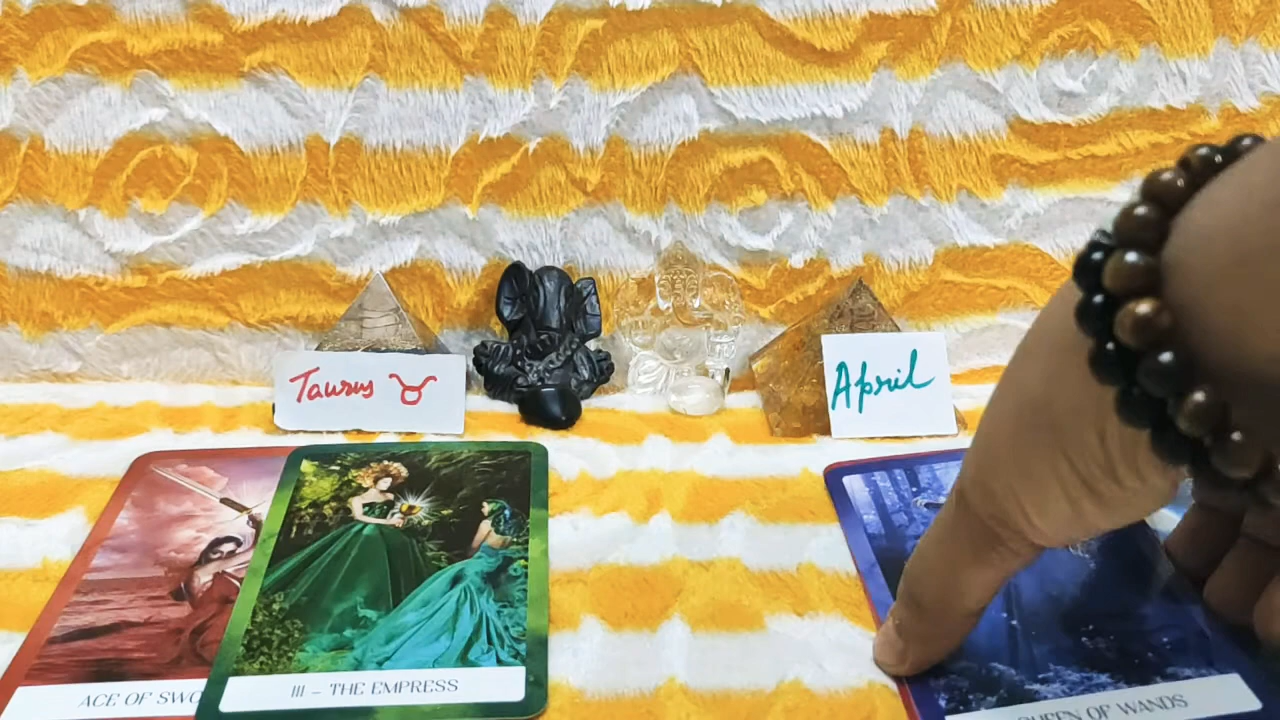 Taurus ♉
April
ACE OF SWO
III – THE EMPRESS
QUEEN OF WANDS